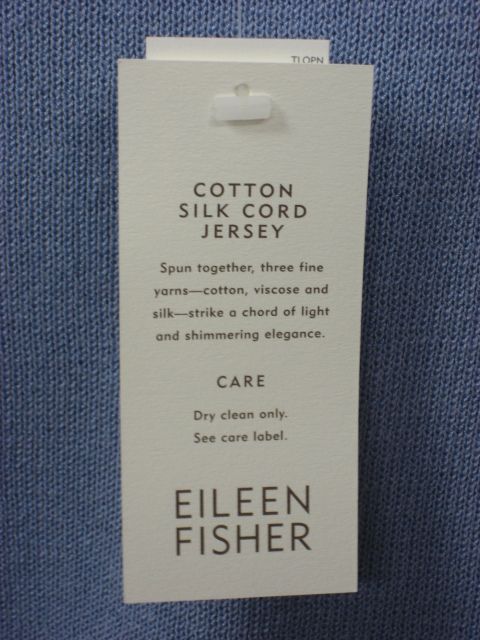 TLOPN
COTTON
SILK CORD
JERSEY
Spun together, three fine
yarns—cotton, viscose and
silk—strike a chord of light
and shimmering elegance.
CARE
Dry clean only.
See care label.
EILEEN
FISHER